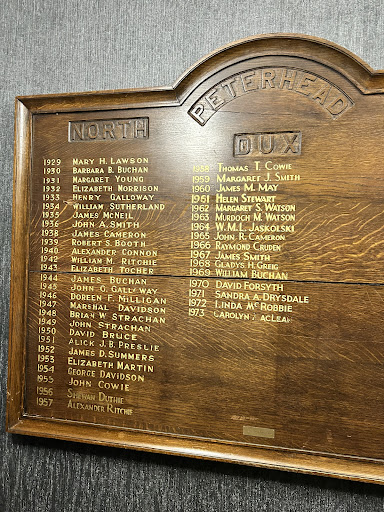 PETERHEAD
NORTH
DUX
1929 MARY H. LAWSON
1930 BARBARA B. BUCHAN
1931 MARGARET YOUNG
1932 ELIZABETH NORRISON
1933 HENRY GALLOWAY
1934 WILLIAM SUTHERLAND
1935 JAMES McNEIL
1936 JOHN A. SMITH
1938 JAMES CAMERON
1939 ROBERT S. BOOTH
1940 ALEXANDER CONNON
1942 WILLIAM M. RITCHIE
1943 ELIZABETH TOCHER
1944 JAMES BUCHAN
1945 JOHN G. GALLOWAY
1946 DOREEN F. MILLIGAN
1947 MARSHAL DAVIDSON
1948 BRIAN W. STRACHAN
1949 JOHN STRACHAN
1950 DAVID BRUCE
1951 ALICK J.B. PRESLIE
1952 JAMES D. SUMMERS
1953 ELIZABETH MARTIN
1954 GEORGE DAVIDSON
1955 JOHN COWIE
1956 SHEWAN DUTHIE
1957 ALEXANDER RITCHIE
1958 THOMAS T. COWIE
1959 MARGARET J. SMITH
1960 JAMES M. MAY
1961 HELEN STEWART
1962 MARGARET S. WATSON
1963 MURDOCH M. WATSON
1964 W.M.L. JASKOLSKI
1965 JOHN R. CAMERON
1966 RAYMOND CRUDEN
1967 JAMES SMITH
1968 GLADYS H. GREIG
1969 WILLIAM BUCHAN
1970 DAVID FORSYTH
1971 SANDRA A. DRYSDALE
1972 LINDA McROBBIE
1973 CAROLYN J. ACLEAN